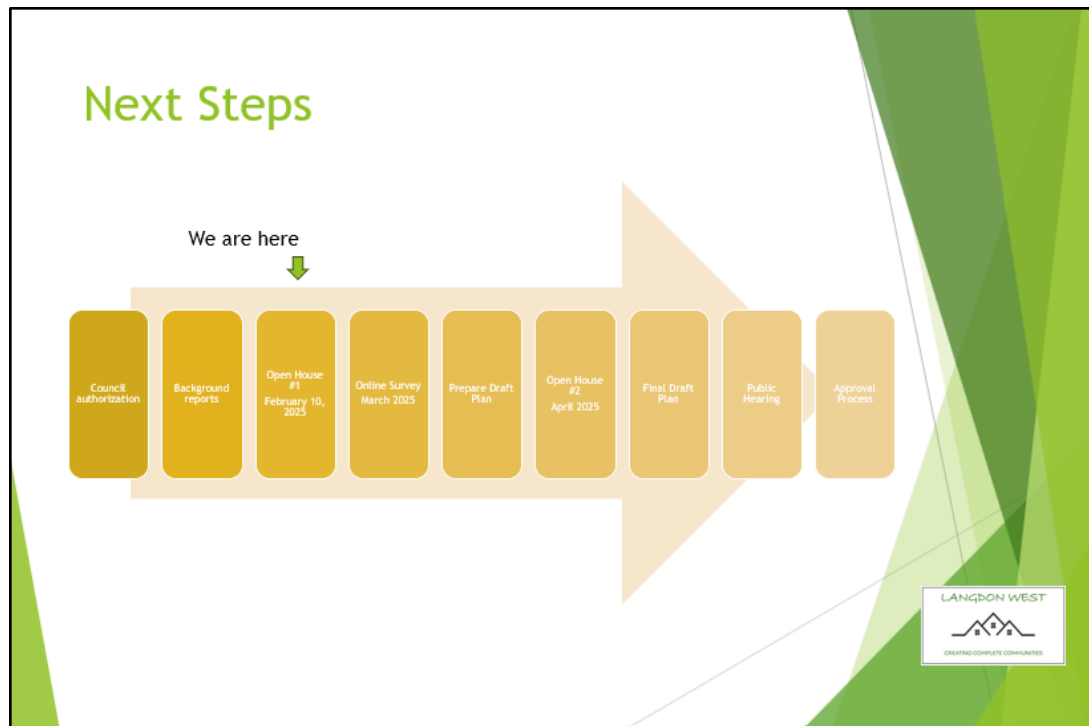 Next Steps
We are here
Council
authorization
Background
reports
Open House
#1
February 10,
2025
Online Survey
March 2025
Prepare Draft
Plan
Open House
#2
April 2025
Final Draft
Plan
Public
Hearing
Approval
Process
LANGDON WEST
CREATING COMPLETE COMMUNITIES